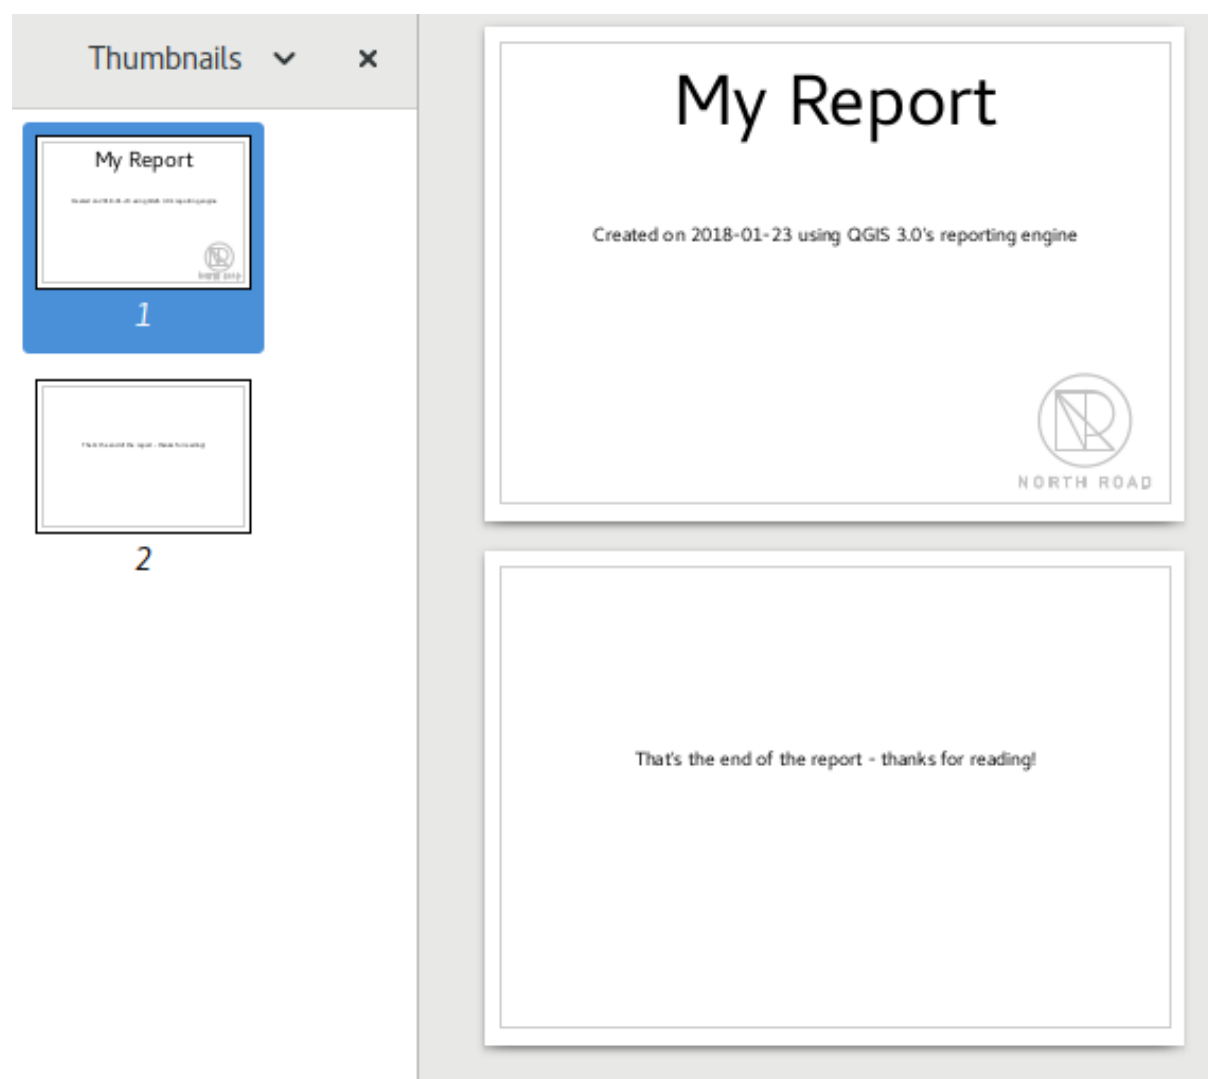 Thumbnails
My Report
1
2
My Report
Created on 2018-01-23 using QGIS 3.0's reporting engine
NORTH ROAD
That's the end of the report - thanks for reading!